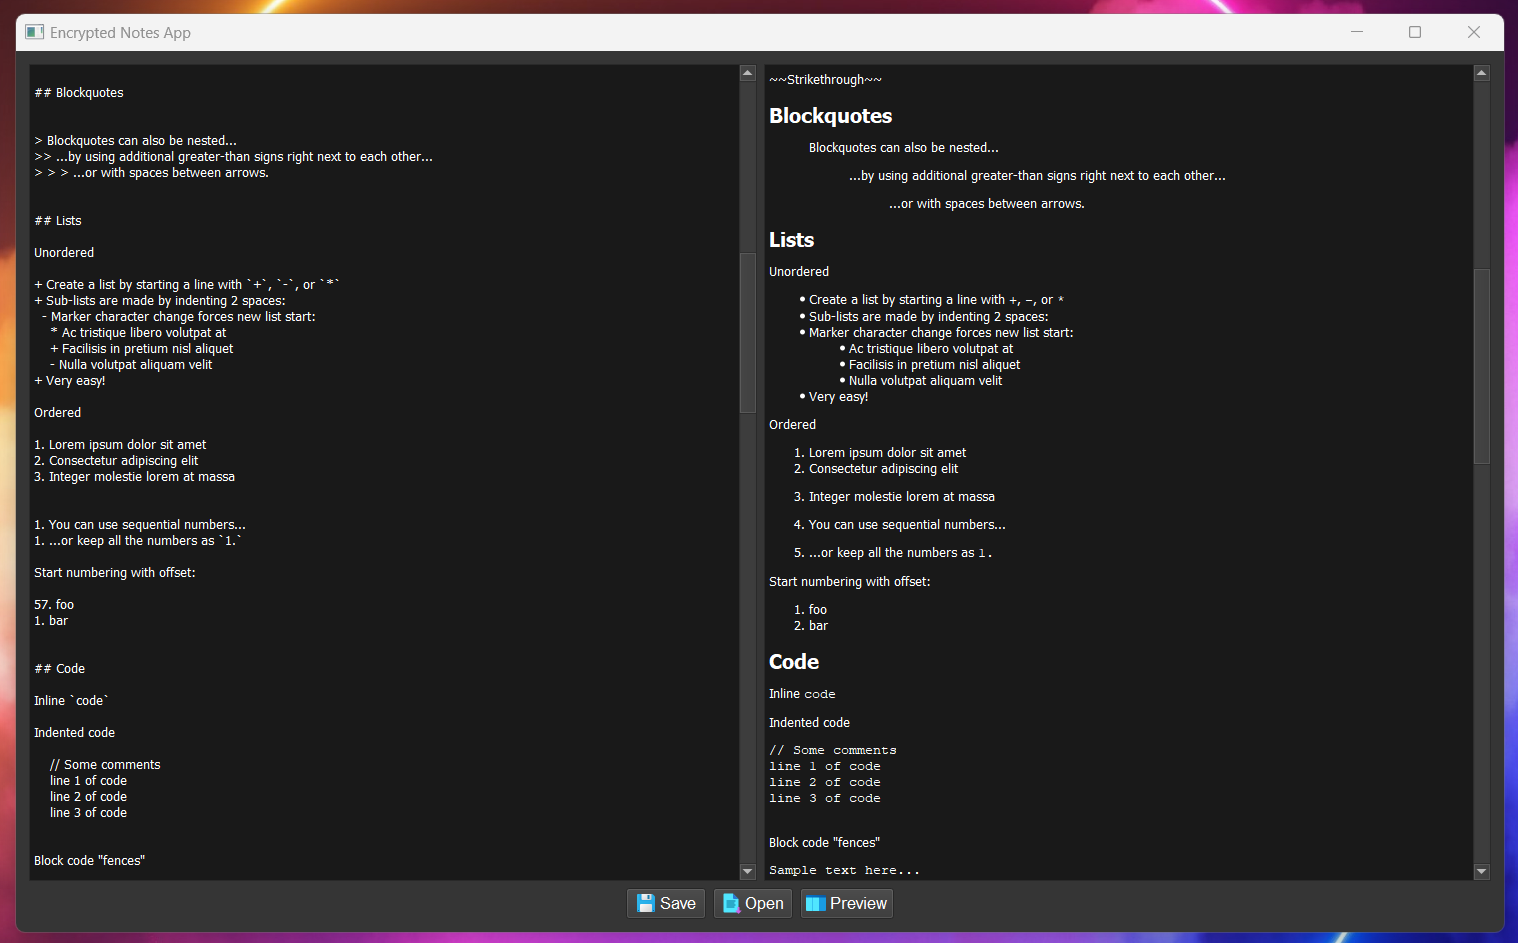 Encrypted Notes App
## Blockquotes
> Blockquotes can also be nested...
>> ...by using additional greater-than signs right next to each other...
> > > ...or with spaces between arrows.
## Lists
Unordered
+ Create a list by starting a line with `+`, `-`, or `*`
+ Sub-lists are made by indenting 2 spaces:
  - Marker character change forces new list start:
    * Ac tristique libero volutpat at
    + Facilisis in pretium nisl aliquet
    - Nulla volutpat aliquam velit
+ Very easy!
Ordered
1. Lorem ipsum dolor sit amet
2. Consectetur adipiscing elit
3. Integer molestie lorem at massa
1. You can use sequential numbers...
1. ...or keep all the numbers as `1.`
Start numbering with offset:
57. foo
1. bar
## Code
Inline `code`
Indented code
    // Some comments
    line 1 of code
    line 2 of code
    line 3 of code
Block code "fences"
~~Strikethrough~~
Blockquotes
Blockquotes can also be nested...
...by using additional greater-than signs right next to each other...
...or with spaces between arrows.
Lists
Unordered
• Create a list by starting a line with +, -, or *
• Sub-lists are made by indenting 2 spaces:
• Marker character change forces new list start:
• Ac tristique libero volutpat at
• Facilisis in pretium nisl aliquet
• Nulla volutpat aliquam velit
• Very easy!
Ordered
1. Lorem ipsum dolor sit amet
2. Consectetur adipiscing elit
3. Integer molestie lorem at massa
4. You can use sequential numbers...
5. ...or keep all the numbers as 1.
Start numbering with offset:
1. foo
2. bar
Code
Inline code
Indented code
// Some comments
line 1 of code
line 2 of code
line 3 of code
Block code "fences"
Sample text here...
Save Open Preview